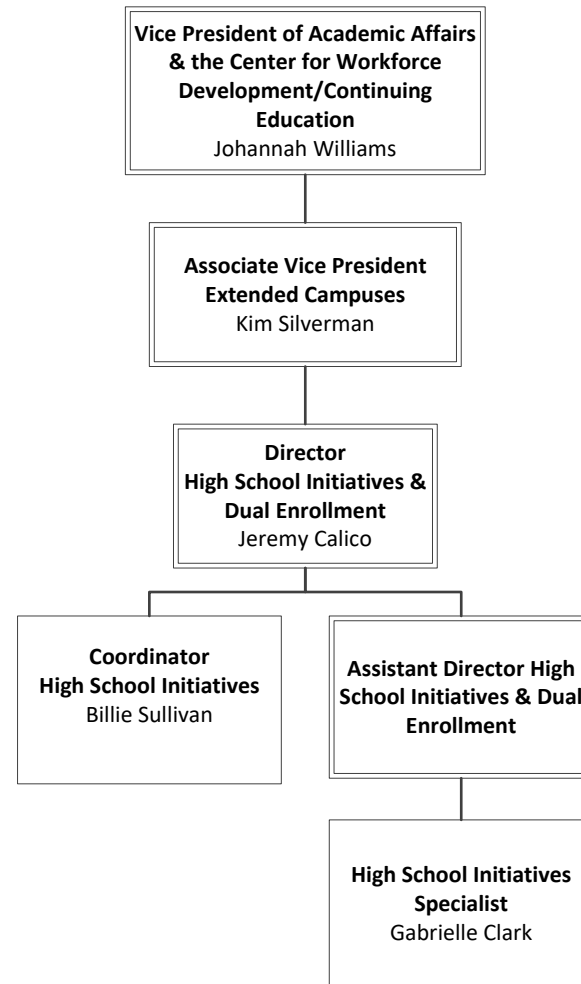 Vice President of Academic Affairs
& the Center for Workforce
Development/Continuing
Education
Johannah Williams
Associate Vice President
Extended Campuses
Kim Silverman
Director
High School Initiatives &
Dual Enrollment
Jeremy Calico
Coordinator
High School Initiatives
Billie Sullivan
Assistant Director High
School Initiatives & Dual
Enrollment
High School Initiatives
Specialist
Gabrielle Clark